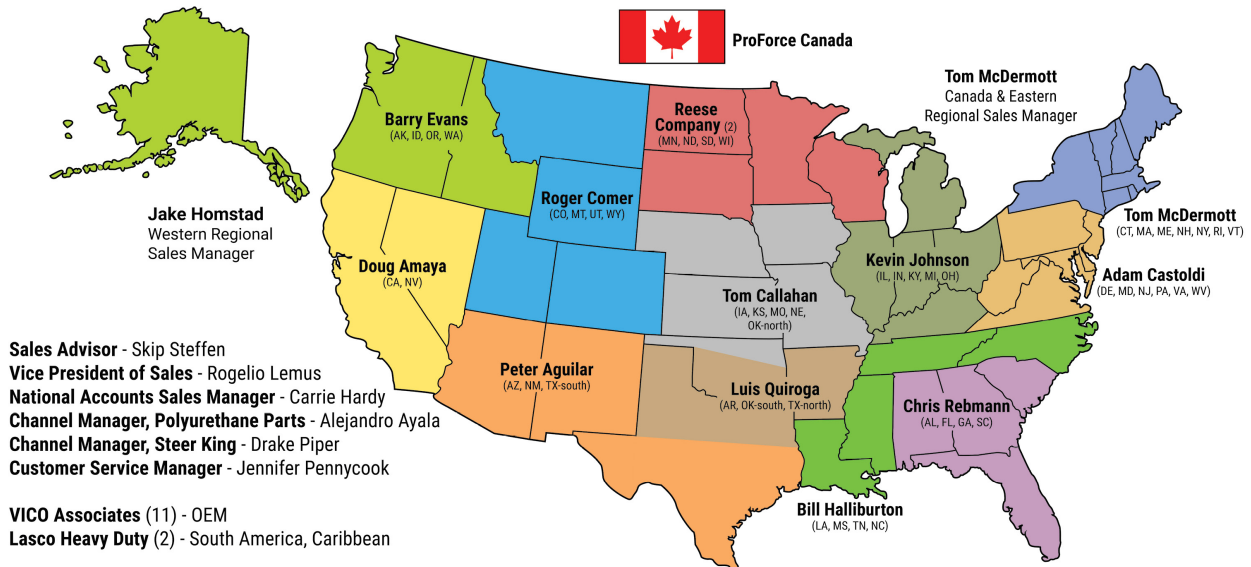 ProForce Canada
Tom McDermott
Canada & Eastern
Regional Sales Manager
Barry Evans
(AK, ID, OR, WA)
Reese
Company (2)
(MN, ND, SD, WI)
Roger Comer
(CO, MT, UT, WY)
Jake Homstad
Western Regional
Sales Manager
Tom McDermott
(CT, MA, ME, NH, NY, RI, VT)
Doug Amaya
(CA, NV)
Kevin Johnson
(IL, IN, KY, MI, OH)
Adam Castoldi
(DE, MD, NJ, PA, VA, WV)
Tom Callahan
(IA, KS, MO, NE,
OK-north)
Peter Aguilar
(AZ, NM, TX-south)
Luis Quiroga
(AR, OK-south, TX-north)
Chris Rebmann
(AL, FL, GA, SC)
Bill Halliburton
(LA, MS, TN, NC)
Sales Advisor - Skip Steffen
Vice President of Sales - Rogelio Lemus
National Accounts Sales Manager - Carrie Hardy
Channel Manager, Polyurethane Parts - Alejandro Ayala
Channel Manager, Steer King - Drake Piper
Customer Service Manager - Jennifer Pennycook
VICO Associates (11) - OEM
Lasco Heavy Duty (2) - South America, Caribbean